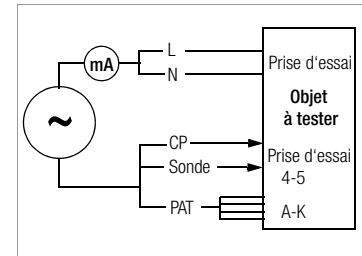 L
mA
N
Prise d'essai
Objet
à tester
~
CP
Sonde
Prise d'essai
4-5
PAT
A-K